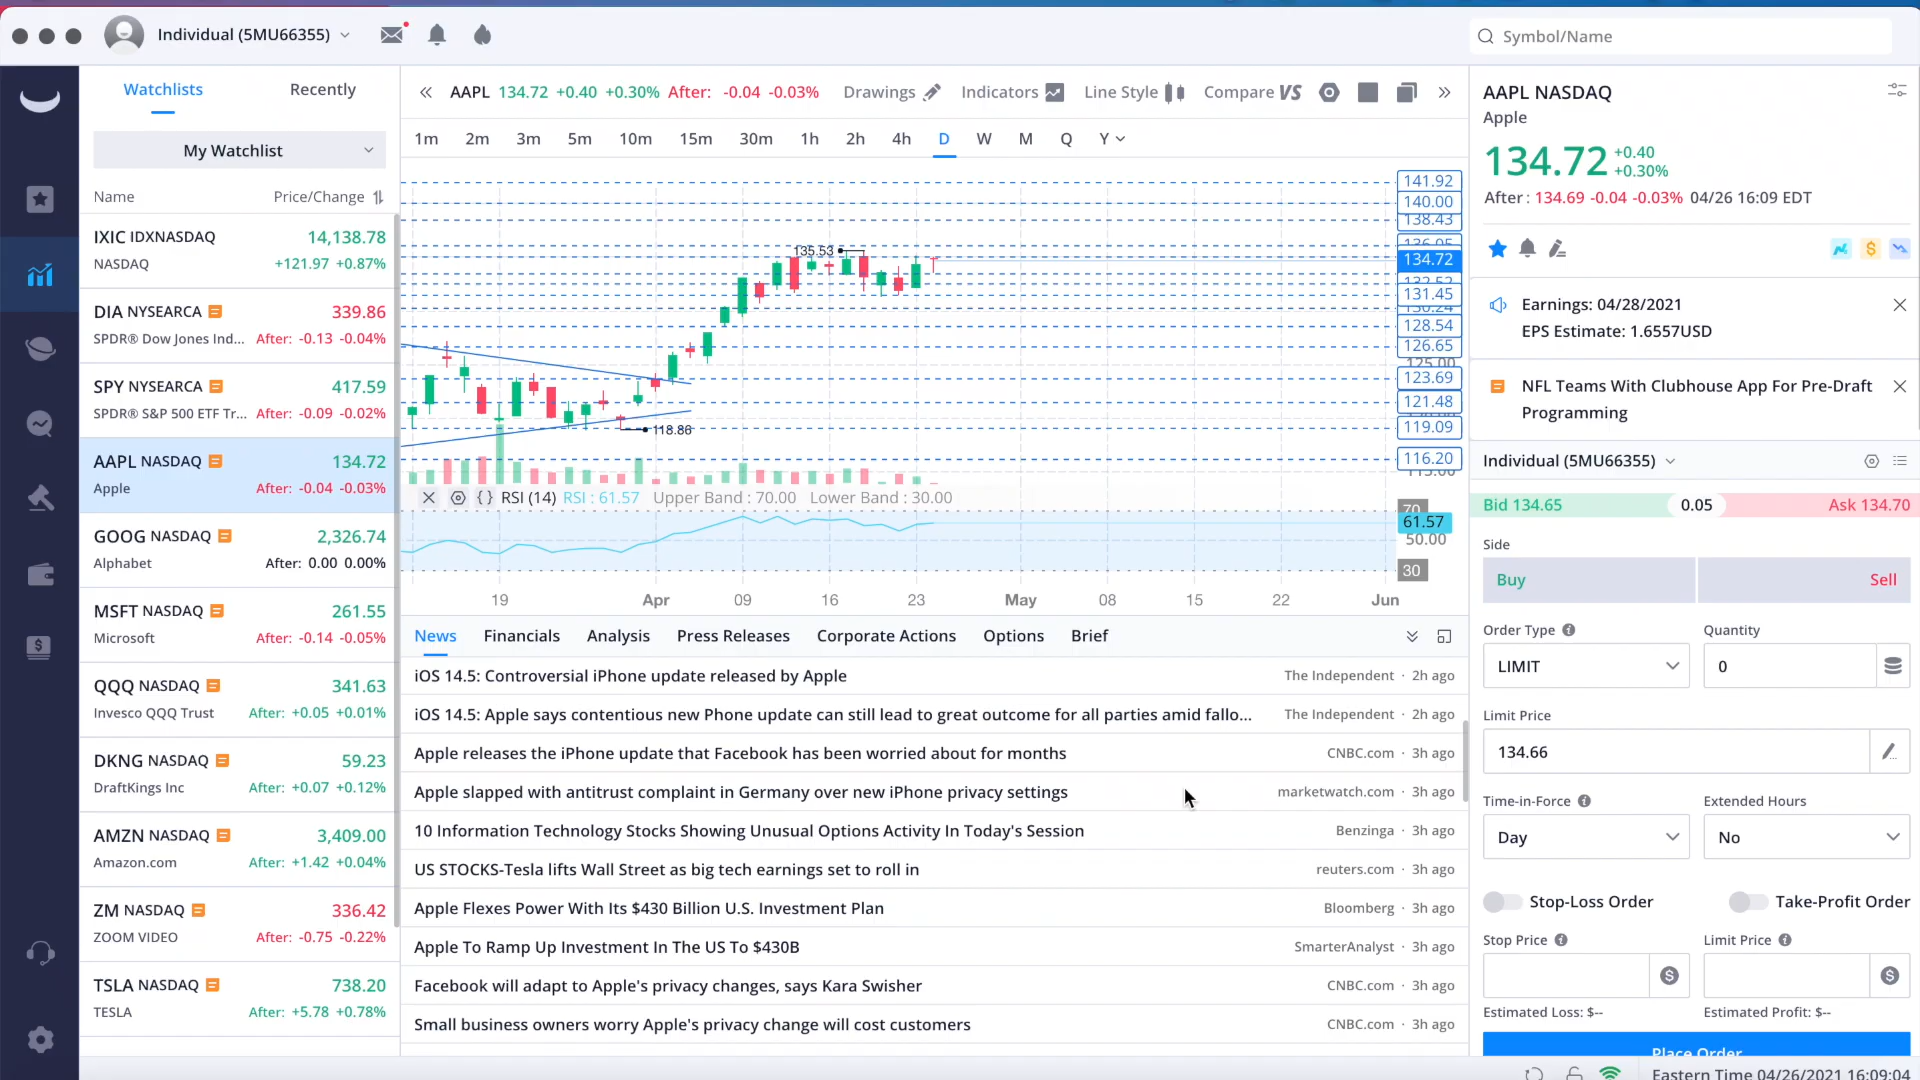 Individual (5MU66355)
Symbol/Name
Watchlists
Recently
My Watchlist
Name
Price/Change
IXIC IDXNASDAQ
14,138.78
NASDAQ
+121.97 +0.87%
DIA NYSEARCA
339.86
SPDR® Dow Jones Ind...
After: -0.13 -0.04%
SPY NYSEARCA
417.59
SPDR® S&P 500 ETF Tr...
After: -0.09 -0.02%
AAPL NASDAQ
134.72
Apple
After: -0.04 -0.03%
GOOG NASDAQ
2,326.74
Alphabet
After: 0.00 0.00%
MSFT NASDAQ
261.55
Microsoft
After: -0.14 -0.05%
QQQ NASDAQ
341.63
Invesco QQQ Trust
After: +0.05 +0.01%
DKNG NASDAQ
59.23
DraftKings Inc
After: +0.07 +0.12%
AMZN NASDAQ
3,409.00
Amazon.com
After: +1.42 +0.04%
ZM NASDAQ
336.42
ZOOM VIDEO
After: -0.75 -0.22%
TSLA NASDAQ
738.20
TESLA
After: +5.78 +0.78%
AAPL 134.72 +0.40 +0.30% After: -0.04 -0.03%
Drawings
Indicators
Line Style
Compare VS
1m 2m 3m 5m 10m 15m 30m 1h 2h 4h D W M Q Y
141.92
140.00
138.43
136.05
134.72
132.52
131.45
130.24
128.54
126.65
125.00
123.69
121.48
119.09
116.20
115.00
135.53
118.86
{} RSI (14) RSI : 61.57 Upper Band : 70.00 Lower Band : 30.00
70
61.57
50.00
30
19 Apr 09 16 23 May 08 15 22 Jun
News Financials Analysis Press Releases Corporate Actions Options Brief
iOS 14.5: Controversial iPhone update released by Apple
The Independent · 2h ago
iOS 14.5: Apple says contentious new Phone update can still lead to great outcome for all parties amid fallo...
The Independent · 2h ago
Apple releases the iPhone update that Facebook has been worried about for months
CNBC.com · 3h ago
Apple slapped with antitrust complaint in Germany over new iPhone privacy settings
marketwatch.com · 3h ago
10 Information Technology Stocks Showing Unusual Options Activity In Today's Session
Benzinga · 3h ago
US STOCKS-Tesla lifts Wall Street as big tech earnings set to roll in
reuters.com · 3h ago
Apple Flexes Power With Its $430 Billion U.S. Investment Plan
Bloomberg · 3h ago
Apple To Ramp Up Investment In The US To $430B
SmarterAnalyst · 3h ago
Facebook will adapt to Apple's privacy changes, says Kara Swisher
CNBC.com · 3h ago
Small business owners worry Apple's privacy change will cost customers
CNBC.com · 3h ago
AAPL NASDAQ
Apple
134.72
+0.40
+0.30%
After : 134.69 -0.04 -0.03% 04/26 16:09 EDT
Earnings: 04/28/2021
EPS Estimate: 1.6557USD
NFL Teams With Clubhouse App For Pre-Draft
Programming
Individual (5MU66355)
Bid 134.65
0.05
Ask 134.70
Side
Buy
Sell
Order Type
Quantity
LIMIT
0
Limit Price
134.66
Time-in-Force
Extended Hours
Day
No
Stop-Loss Order
Take-Profit Order
Stop Price
Limit Price
Estimated Loss: $--
Estimated Profit: $--
Place Order
Eastern Time 04/26/2021 16:09:04